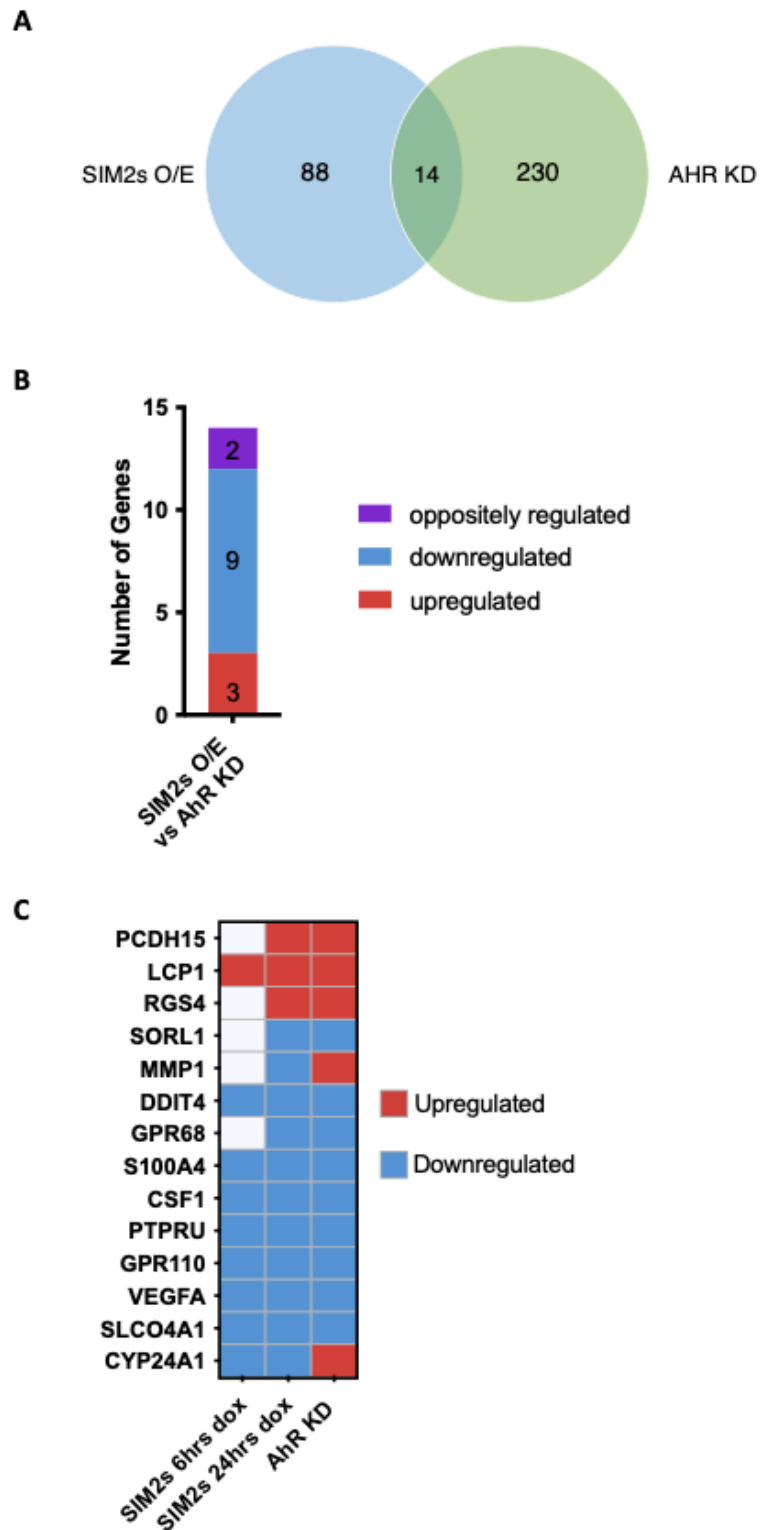 A
SIM2s O/E
88
14
230
AHR KD
B
Number of Genes
15
10
5
0
2
9
3
SIM2s O/E
vs AhR KD
oppositely regulated
downregulated
upregulated
C
PCDH15
LCP1
RGS4
SORL1
MMP1
DDIT4
GPR68
S100A4
CSF1
PTPRU
GPR110
VEGFA
SLCO4A1
CYP24A1
SIM2s 6hrs dox
SIM2s 24hrs dox
AhR KD
Upregulated
Downregulated